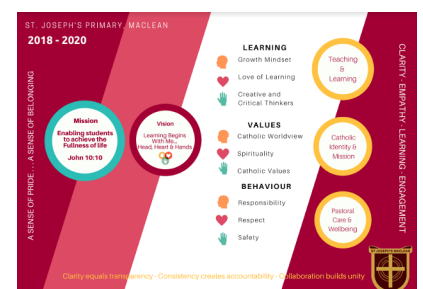 ST. JOSEPH'S PRIMARY, MACLEAN
2018 - 2020
A SENSE OF PRIDE . . . A SENSE OF BELONGING
Mission
Enabling students
to achieve the
Fullness of life
John 10:10
Vision
Learning Begins
With Me...
Head, Heart & Hands
LEARNING
Growth Mindset
Love of Learning
Creative and
Critical Thinkers
VALUES
Catholic Worldview
Spirituality
Catholic Values
BEHAVIOUR
Responsibility
Respect
Safety
Teaching
&
Learning
Catholic
Identity &
Mission
Pastoral
Care &
Wellbeing
CLARITY - EMPATHY - LEARNING - ENGAGEMENT
ST JOSEPH'S MACLEAN
Clarity equals transparency - Consistency creates accountability - Collaboration builds unity